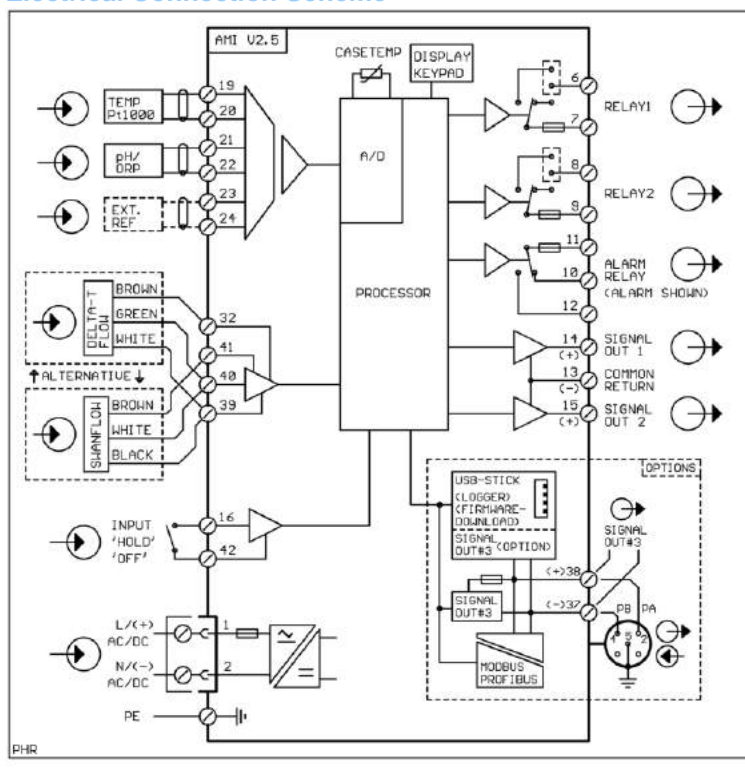 Electrical Connection Scheme
AMI V2.5
CASETEMP
DISPLAY
KEYPAD
TEMP
Pt1000
19
20
pH/
ORP
21
22
EXT.
REF
23
24
A/D
PROCESSOR
6
7
RELAY1
8
9
RELAY2
11
10
12
ALARM
RELAY
(ALARM SHOWN)
14
(+)
SIGNAL
OUT 1
13
(-)
COMMON
RETURN
15
(+)
SIGNAL
OUT 2
DELTA-T
FLOW
BROWN
GREEN
WHITE
ALTERNATIVE
SWANFLOW
BROWN
WHITE
BLACK
32
41
40
39
INPUT
'HOLD'
'OFF'
16
42
L/(+)
AC/DC
1
N/(-)
AC/DC
2
PE
OPTIONS
USB-STICK
(LOGGER)
(FIRMWARE-
DOWNLOAD)
SIGNAL
OUT#3 (OPTION)
SIGNAL
OUT#3
SIGNAL
OUT#3
(+)38
(-)37
PB PA
4 5 2
MODBUS
PROFIBUS
PHR